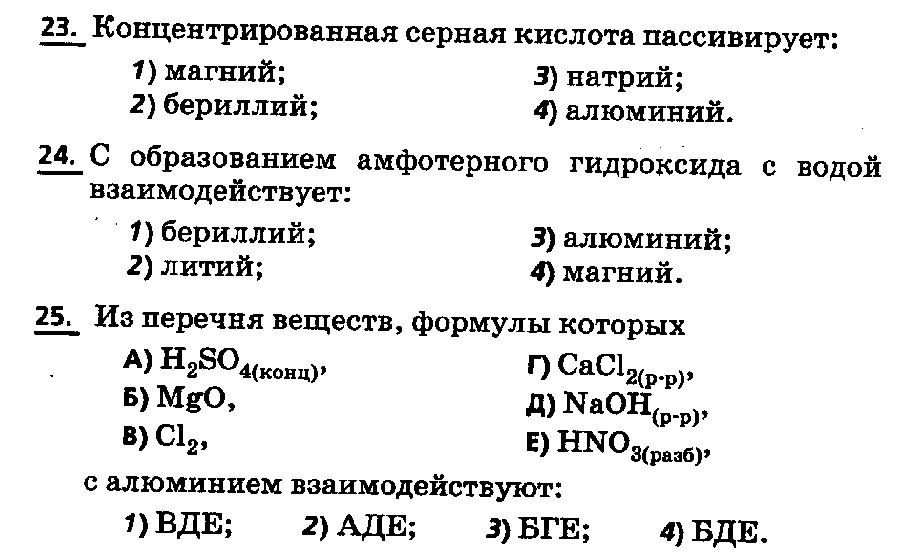 23. Концентрированная серная кислота пассивирует:
1) магний; 3) натрий;
2) бериллий; 4) алюминий.
24. С образованием амфотерного гидроксида с водой
взаимодействует:
1) бериллий; 3) алюминий;
2) литий; 4) магний.
25. Из перечня веществ, формулы которых
А) H₂SO₄(конц), Г) CaCl₂(р-р),
Б) MgO, Д) NaOH(р-р),
В) Cl₂, Е) HNO₃(разб),
с алюминием взаимодействуют:
1) ВДЕ; 2) АДЕ; 3) БГЕ; 4) БДЕ.